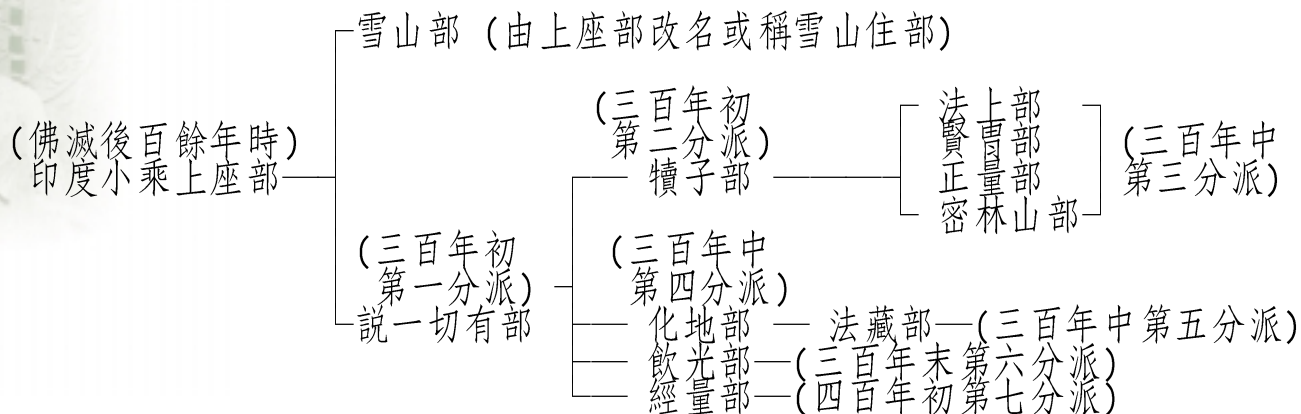 雪山部 (由上座部改名或稱雪山住部)
(佛滅後百餘年時)
印度小乘上座部
(三百年初
第二分派)
犢子部
法上部
賢冑部
正量部
密林山部
(三百年中
第三分派)
(三百年初
第一分派)
說一切有部
(三百年中
第四分派)
化地部
法藏部
(三百年中第五分派)
飲光部
(三百年末第六分派)
經量部
(四百年初第七分派)